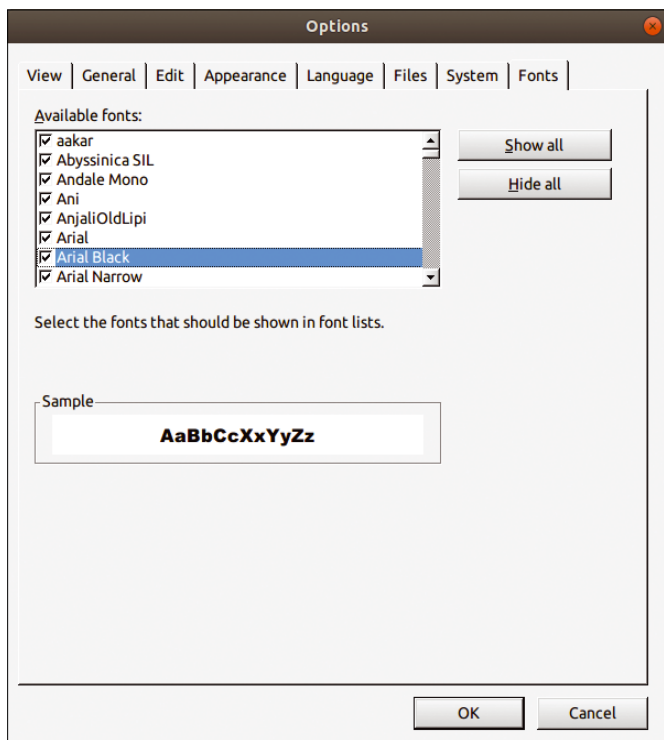 Options
View General Edit Appearance Language Files System Fonts
Available fonts:
aakar
Abyssinica SIL
Andale Mono
Ani
AnjaliOldLipi
Arial
Arial Black
Arial Narrow
Show all
Hide all
Select the fonts that should be shown in font lists.
Sample
AaBbCcXxYyZz
OK Cancel